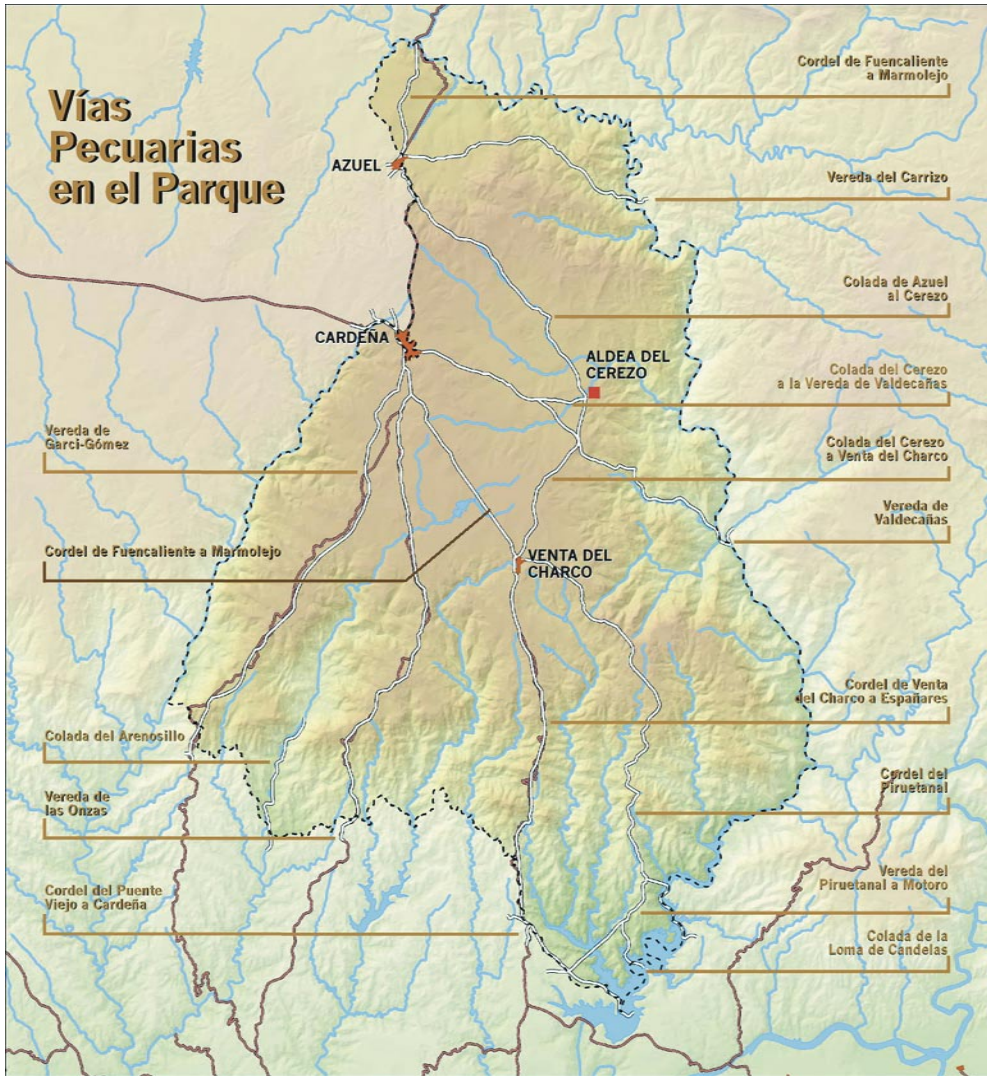 Vías
Pecuarias
en el Parque
Cordel de Fuencaliente
a Marmolejo
AZUEL
Vereda del Carrizo
Colada de Azuel
al Cerezo
CARDEÑA
ALDEA DEL
CEREZO
Colada del Cerezo
a la Vereda de Valdecañas
Vereda de
Garci-Gómez
Colada del Cerezo
a Venta del Charco
Vereda de
Valdecañas
Cordel de Fuencaliente a Marmolejo
VENTA DEL
CHARCO
Cordel de Venta
del Charco a Españares
Colada del Arenosillo
Cordel del
Piruetanal
Vereda de
las Onzas
Vereda del
Piruetanal a Motoro
Cordel del Puente
Viejo a Cardeña
Colada de la
Loma de Candelas